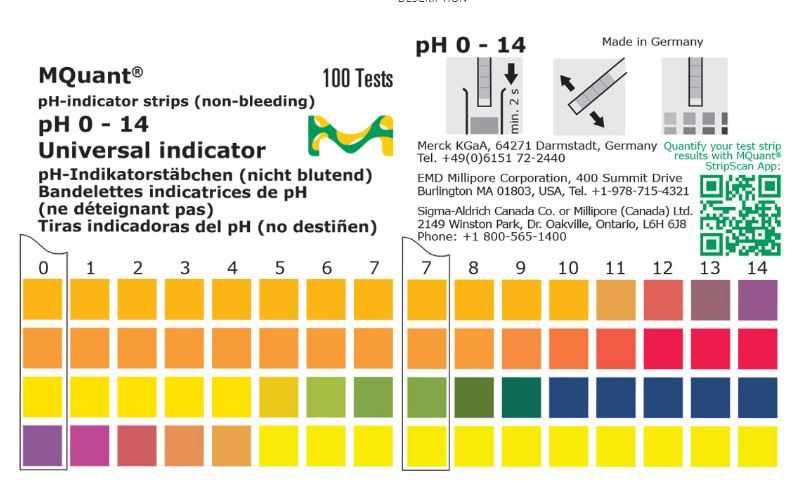 DESCRIPTION
MQuant®
100 Tests
pH-indicator strips (non-bleeding)
pH 0 - 14
Universal indicator
pH-Indikatorstäbchen (nicht blutend)
Bandelettes indicatrices de pH
(ne déteignant pas)
Tiras indicadoras del pH (no destiñen)
pH 0 - 14
Made in Germany
min. 2 s
Merck KGaA, 64271 Darmstadt, Germany
Tel. +49(0)6151 72-2440
Quantify your test strip
results with MQuant®
StripScan App:
EMD Millipore Corporation, 400 Summit Drive
Burlington MA 01803, USA, Tel. +1-978-715-4321
Sigma-Aldrich Canada Co. or Millipore (Canada) Ltd.
2149 Winston Park, Dr. Oakville, Ontario, L6H 6J8
Phone: +1 800-565-1400
0 1 2 3 4 5 6 7
7 8 9 10 11 12 13 14